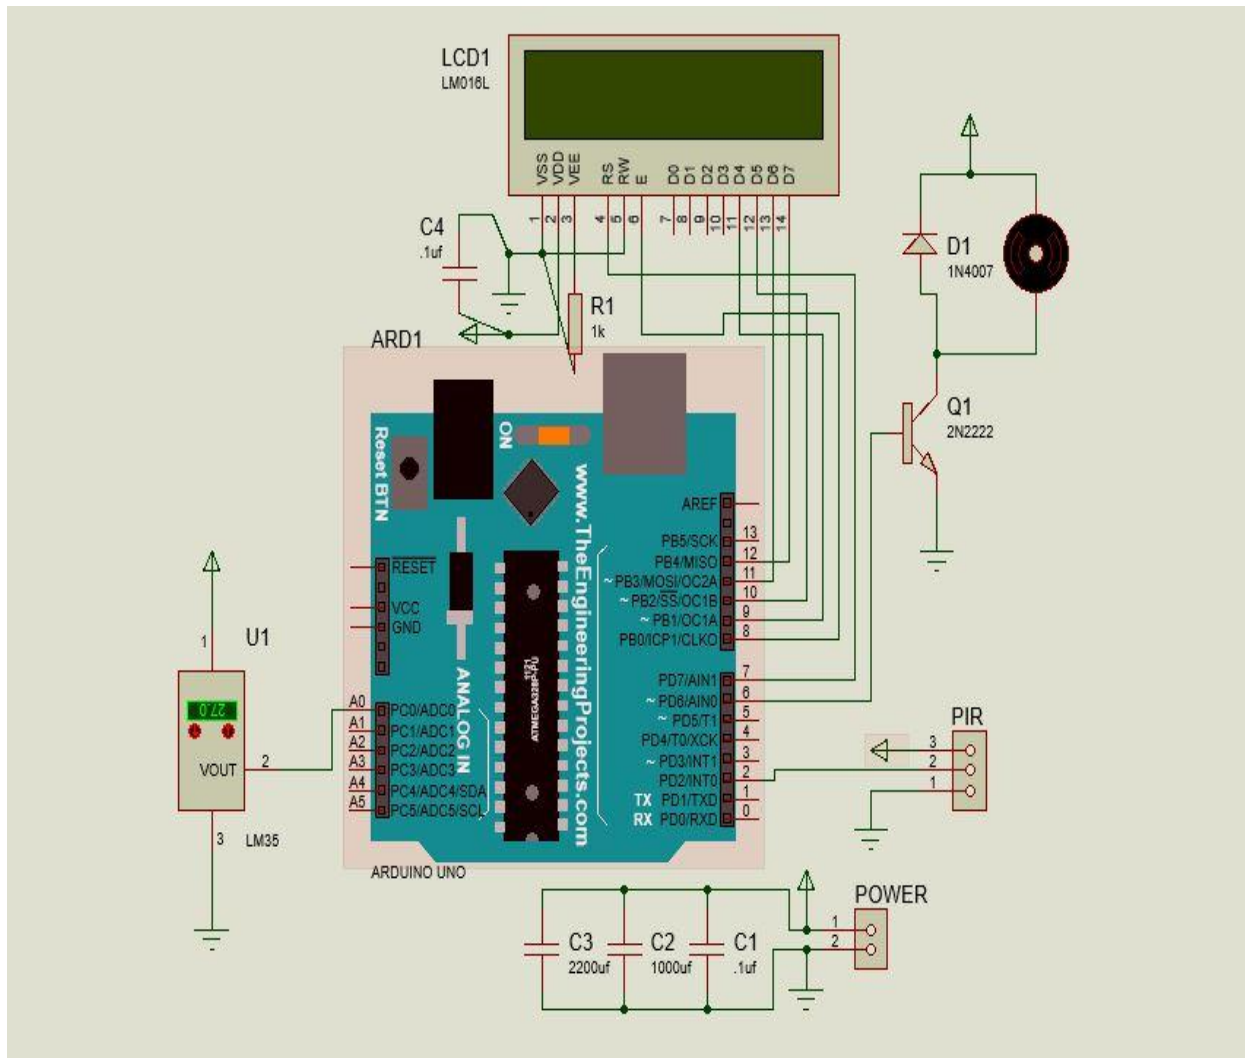 LCD1
LM016L
VSS
VDD
VEE
RS
RW
E
D0
D1
D2
D3
D4
D5
D6
D7
1
2
3
4
5
6
7
8
9
10
11
12
13
14
C4
.1uf
R1
1k
D1
1N4007
Q1
2N2222
ARD1
ON
Reset BTN
www.TheEngineeringProjects.com
ANALOG IN
ATMEGA328P-PU
1121
RESET
VCC
GND
A0 PC0/ADC0
A1 PC1/ADC1
A2 PC2/ADC2
A3 PC3/ADC3
A4 PC4/ADC4/SDA
A5 PC5/ADC5/SCL
AREF
PB5/SCK 13
PB4/MISO 12
~ PB3/MOSI/OC2A 11
~ PB2/SS/OC1B 10
~ PB1/OC1A 9
PB0/ICP1/CLKO 8
PD7/AIN1 7
~ PD6/AIN0 6
~ PD5/T1 5
PD4/T0/XCK 4
~ PD3/INT1 3
PD2/INT0 2
TX PD1/TXD 1
RX PD0/RXD 0
ARDUINO UNO
U1
1
27.0
VOUT 2
3
LM35
PIR
3
2
1
POWER
1
2
C3
2200uf
C2
1000uf
C1
.1uf